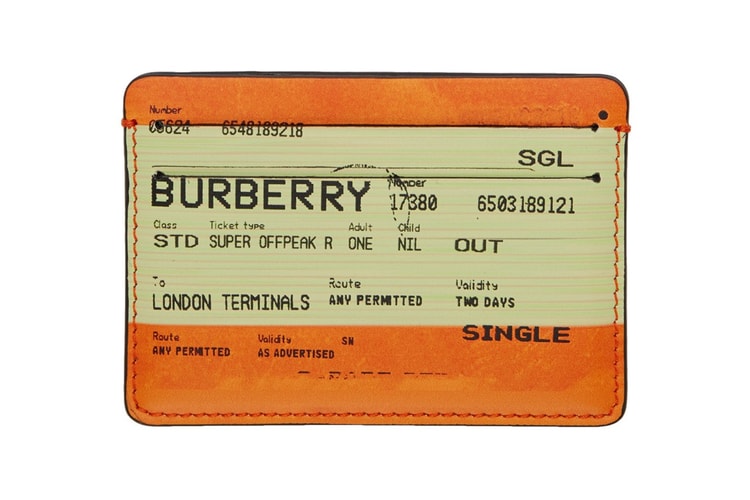 Number
05624 6548189218
SGL
BURBERRY Number 17380 6503189121
Class Ticket type Adult Child
STD SUPER OFFPEAK R ONE NIL OUT
To Route Validity
LONDON TERMINALS ANY PERMITTED TWO DAYS
SINGLE
Route Validity SN
ANY PERMITTED AS ADVERTISED